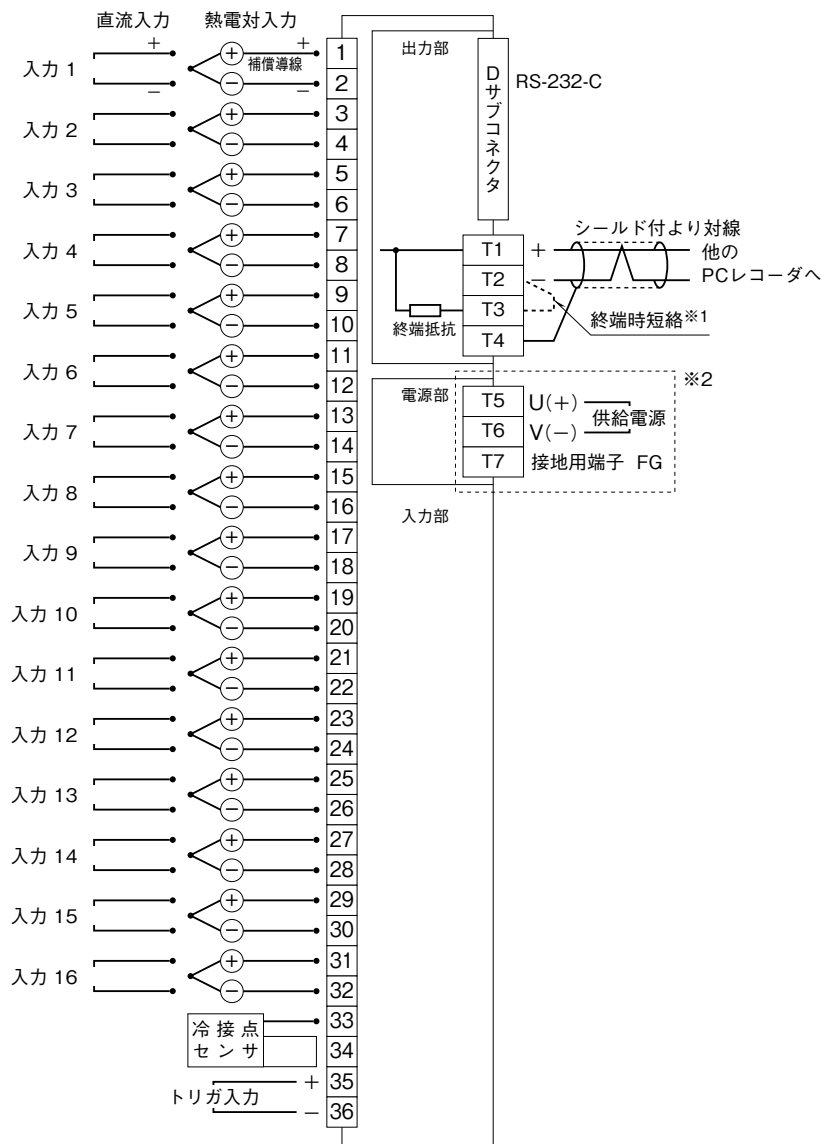 直流入力 熱電対入力
入力 1
+
−
+
−
補償導線
+
−
入力 2
+
−
入力 3
+
−
入力 4
+
−
入力 5
+
−
入力 6
+
−
入力 7
+
−
入力 8
+
−
入力 9
+
−
入力 10
+
−
入力 11
+
−
入力 12
+
−
入力 13
+
−
入力 14
+
−
入力 15
+
−
入力 16
+
−
冷接点
センサ
トリガ入力
+
−
1
2
3
4
5
6
7
8
9
10
11
12
13
14
15
16
17
18
19
20
21
22
23
24
25
26
27
28
29
30
31
32
33
34
35
36
出力部
Dサブコネクタ
RS-232-C
シールド付より対線
T1 +
T2 −
T3
T4
他の
PCレコーダへ
終端抵抗
終端時短絡※1
※2
電源部
T5 U(+)
T6 V(−)
供給電源
T7 接地用端子 FG
入力部